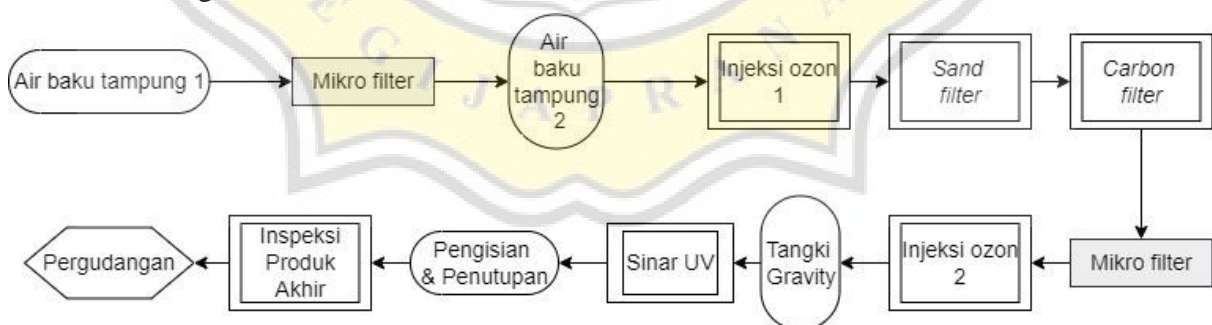 Air baku tampung 1
Mikro filter
Air
baku
tampung
2
Injeksi ozon
1
Sand
filter
Carbon
filter
Pergudangan
Inspeksi
Produk
Akhir
Pengisian
& Penutupan
Sinar UV
Tangki
Gravity
Injeksi ozon
2
Mikro filter